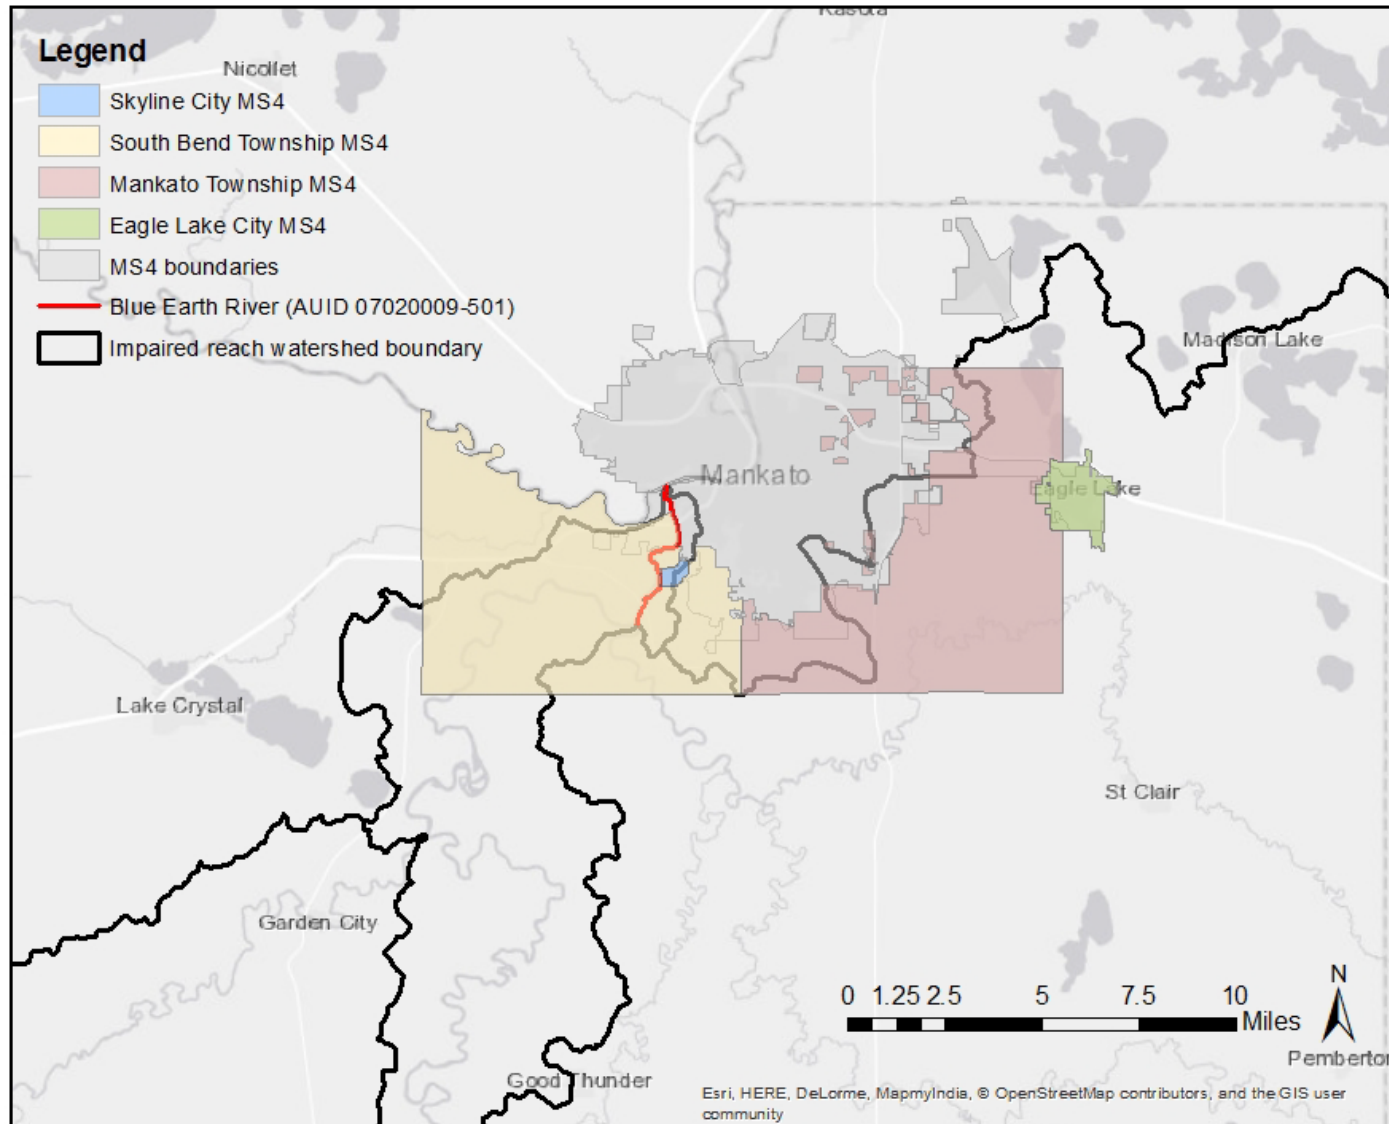 Kasota
Legend
Nicollet
Skyline City MS4
South Bend Township MS4
Mankato Township MS4
Eagle Lake City MS4
MS4 boundaries
Blue Earth River (AUID 07020009-501)
Impaired reach watershed boundary
Madison Lake
Mankato
Eagle Lake
Lake Crystal
St Clair
Garden City
N
0 1.25 2.5 5 7.5 10
Miles
Pemberton
Good Thunder
Esri, HERE, DeLorme, MapmyIndia, © OpenStreetMap contributors, and the GIS user
community